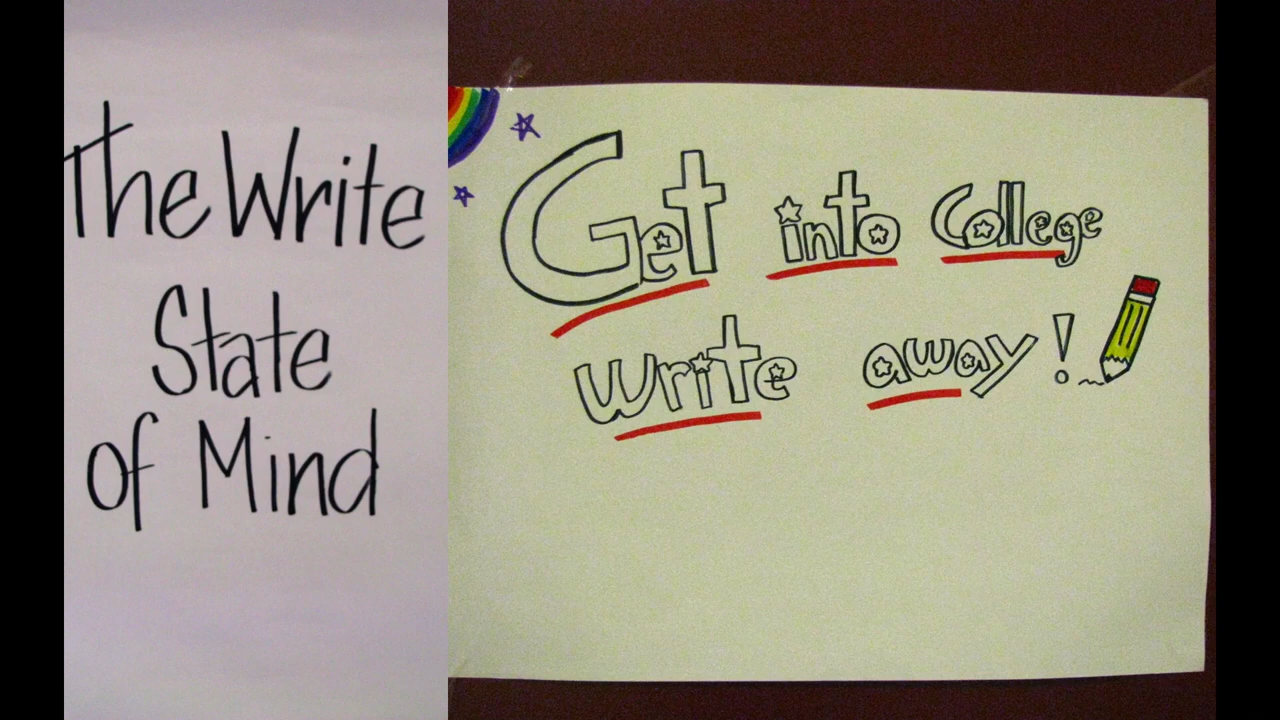 The Write
State
of Mind
Get into College
write away!